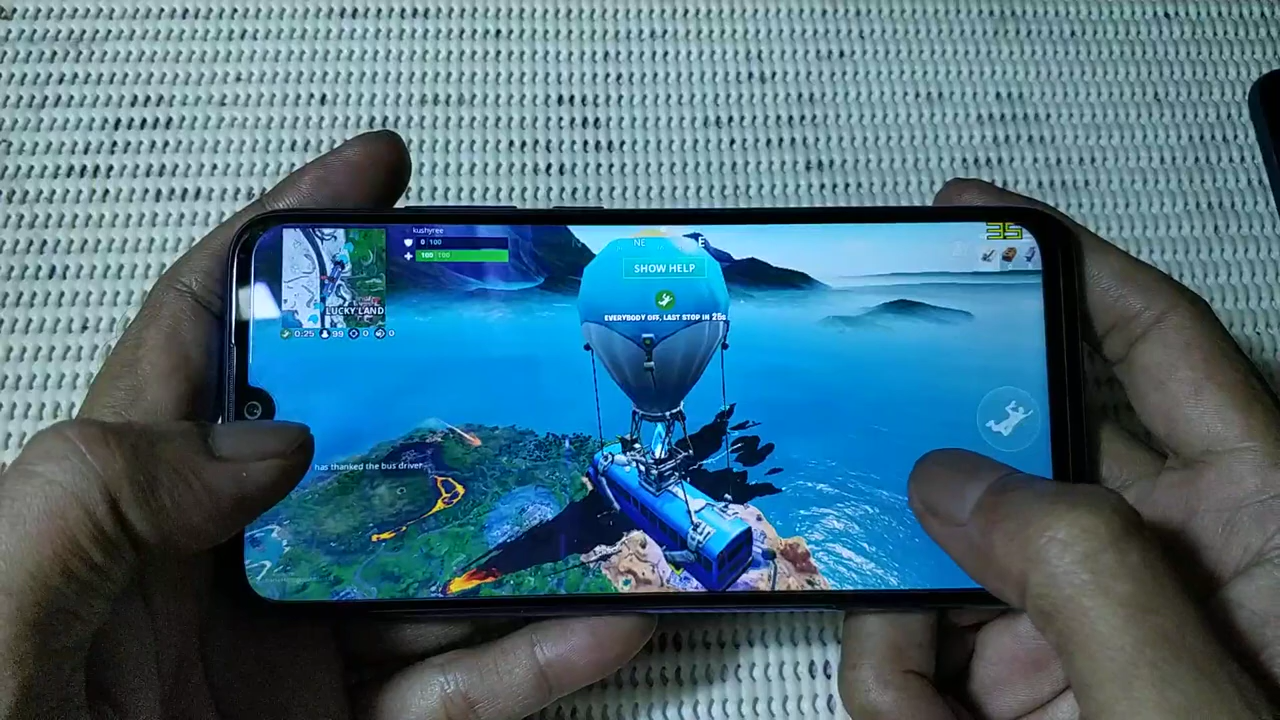 kushyree
0 | 100
100 | 100
NE
E
35
SHOW HELP
EVERYBODY OFF, LAST STOP IN 25s
LUCKY LAND
0:25 99 0 0
has thanked the bus driver